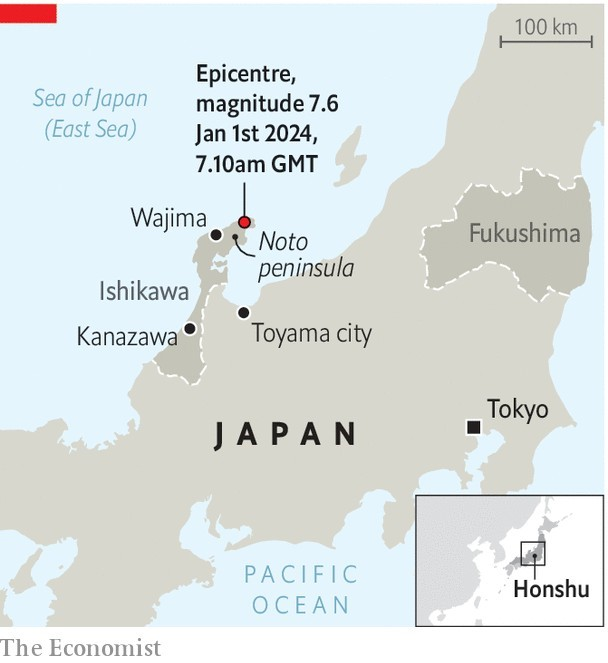 100 km
Sea of Japan
(East Sea)
Epicentre,
magnitude 7.6
Jan 1st 2024,
7.10am GMT
Wajima
Noto
peninsula
Fukushima
Ishikawa
Kanazawa
Toyama city
Tokyo
JAPAN
PACIFIC
OCEAN
Honshu
The Economist